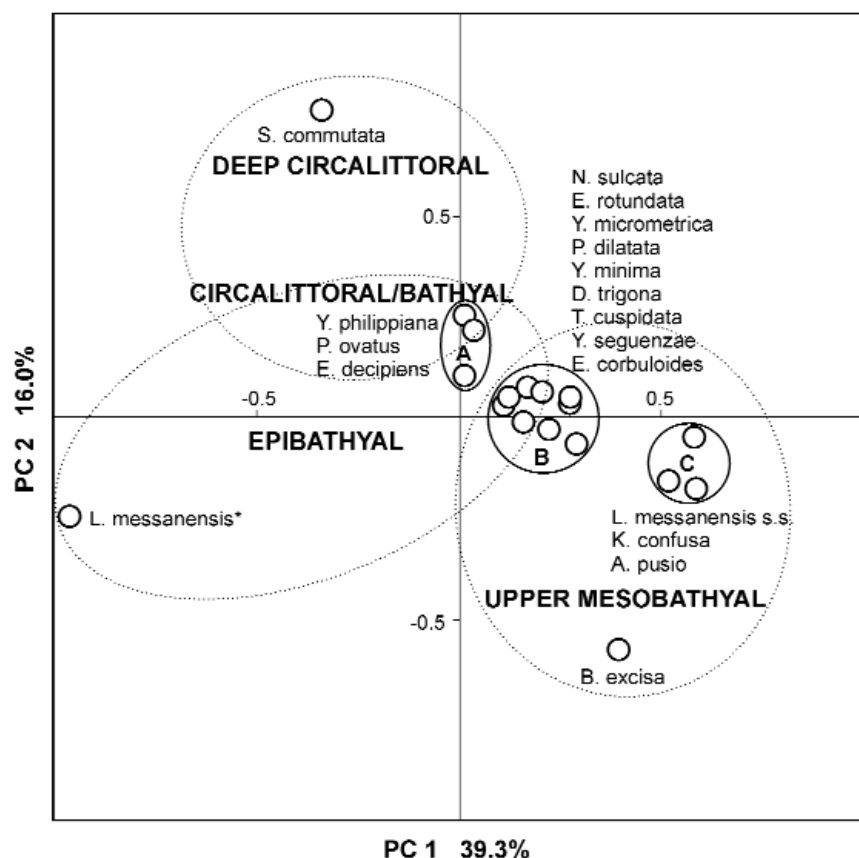 S. commutata
DEEP CIRCALITTORAL
N. sulcata
E. rotundata
Y. micrometrica
P. dilatata
Y. minima
D. trigona
T. cuspidata
Y. seguenzae
E. corbuloides
0.5
CIRCALITTORAL/BATHYAL
Y. philippiana
P. ovatus
E. decipiens
A
-0.5
0.5
EPIBATHYAL
B
C
L. messanensis*
L. messanensis s.s.
K. confusa
A. pusio
UPPER MESOBATHYAL
-0.5
B. excisa
PC 2 16.0%
PC 1 39.3%